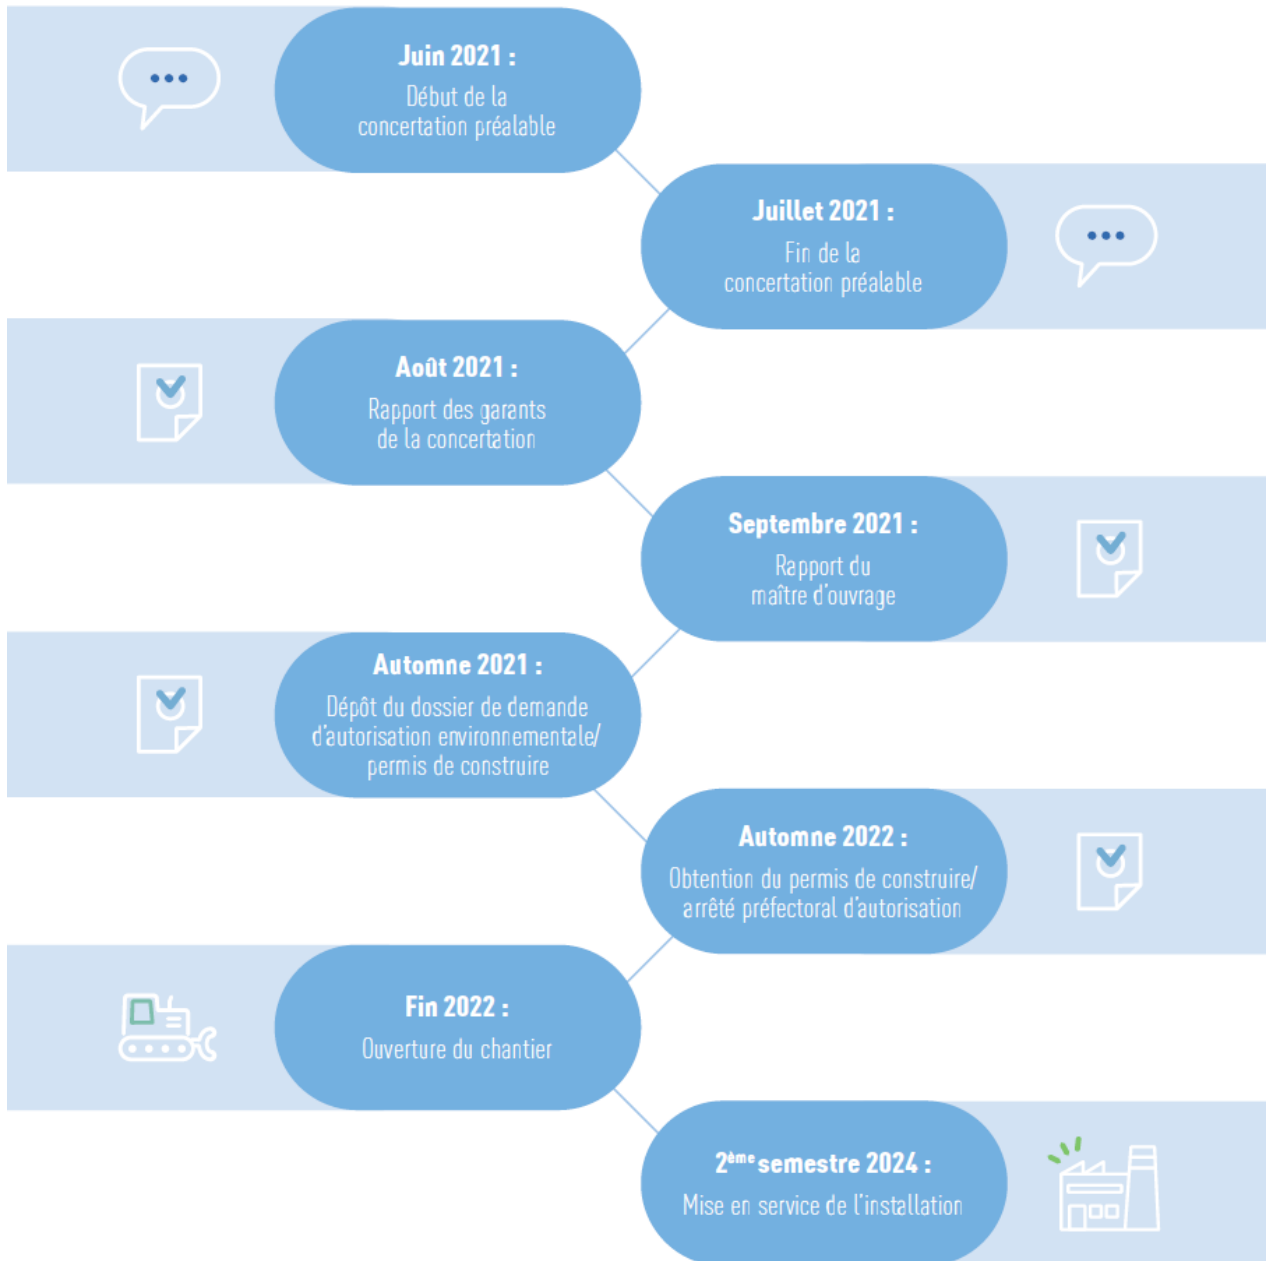 Juin 2021 :
Début de la
concertation préalable
Juillet 2021 :
Fin de la
concertation préalable
Août 2021 :
Rapport des garants
de la concertation
Septembre 2021 :
Rapport du
maître d'ouvrage
Automne 2021 :
Dépôt du dossier de demande
d'autorisation environnementale/
permis de construire
Automne 2022 :
Obtention du permis de construire/
arrêté préfectoral d'autorisation
Fin 2022 :
Ouverture du chantier
2ème semestre 2024 :
Mise en service de l'installation